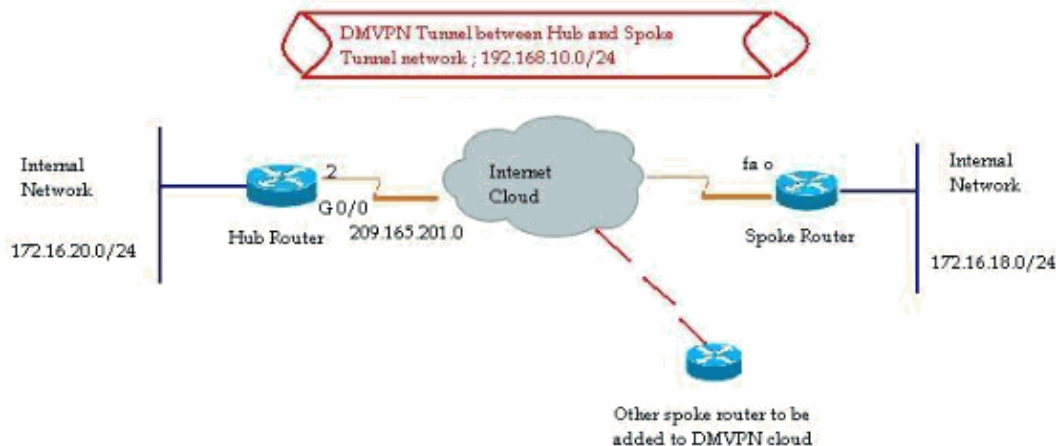 DMVPN Tunnel between Hub and Spoke
Tunnel network ; 192.168.10.0/24
Internal
Network
172.16.20.0/24
2
G0/0
Hub Router
209.165.201.0
Internet
Cloud
fa o
Spoke Router
Internal
Network
172.16.18.0/24
Other spoke router to be
added to DMVPN cloud